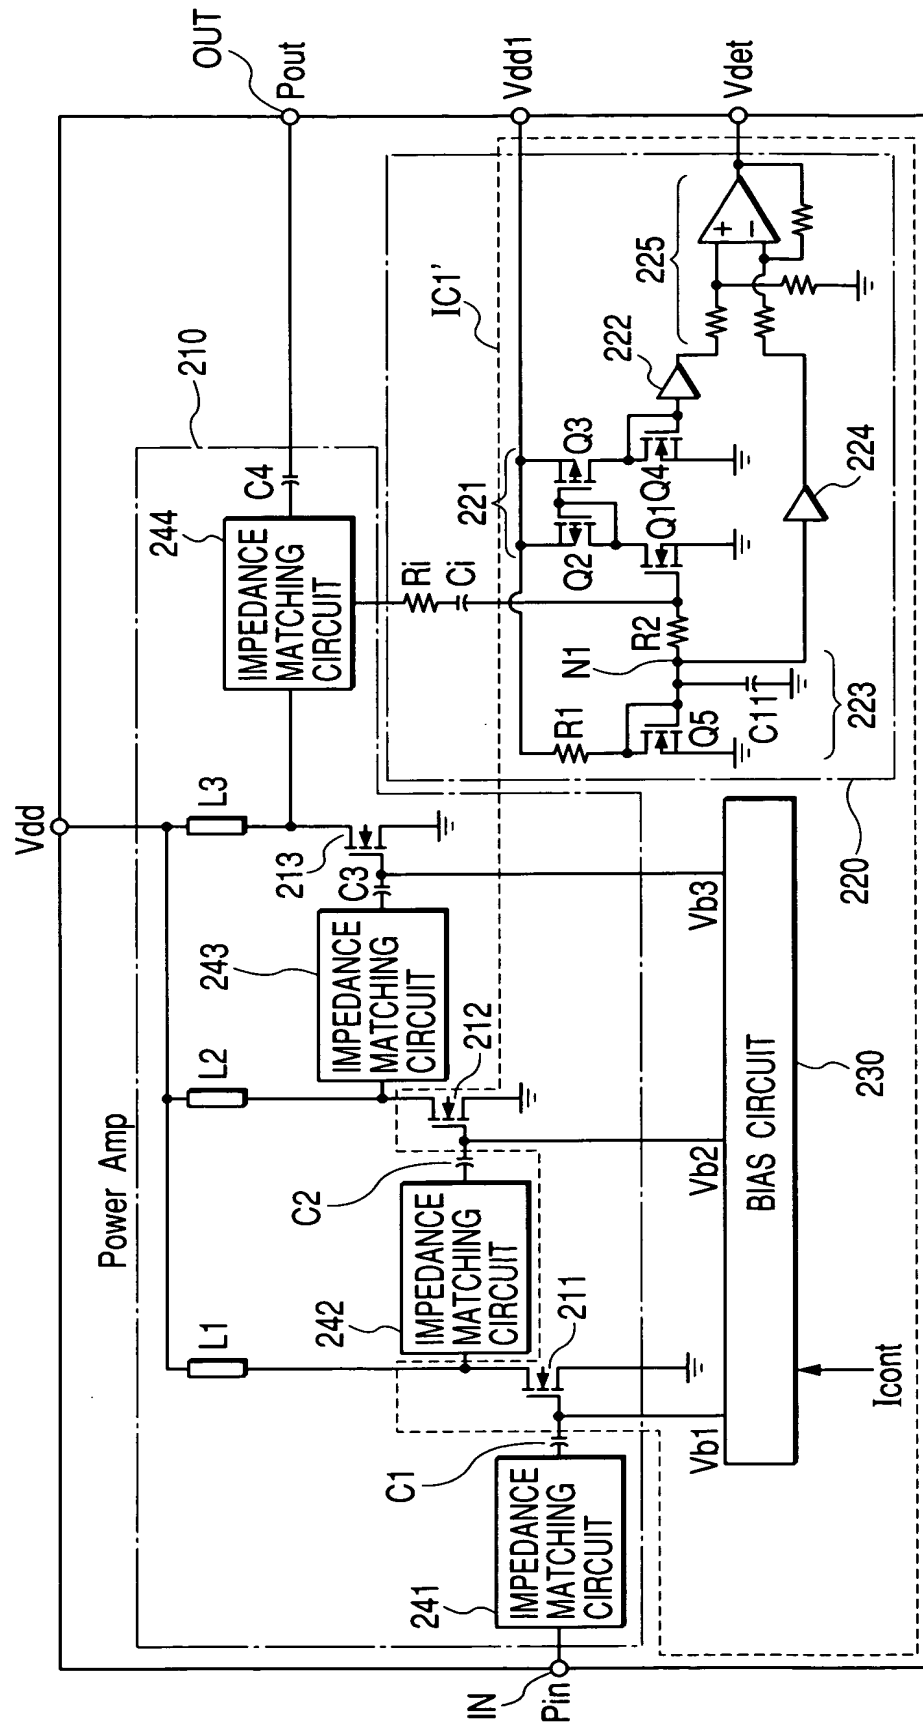 Vdd
Power Amp
210
OUT
Pout
L1
L2
L3
244
IMPEDANCE
MATCHING
CIRCUIT
C4
243
IMPEDANCE
MATCHING
CIRCUIT
C3
213
C2
242
IMPEDANCE
MATCHING
CIRCUIT
212
211
C1
241
IMPEDANCE
MATCHING
CIRCUIT
IN
Pin
Ri
Ci
IC1'
Vdd1
221
Q2
Q3
Q1
Q4
222
225
+
−
Vdet
R1
N1
R2
Q5
C11
223
224
220
Vb1
Vb2
Vb3
BIAS CIRCUIT
230
Icont